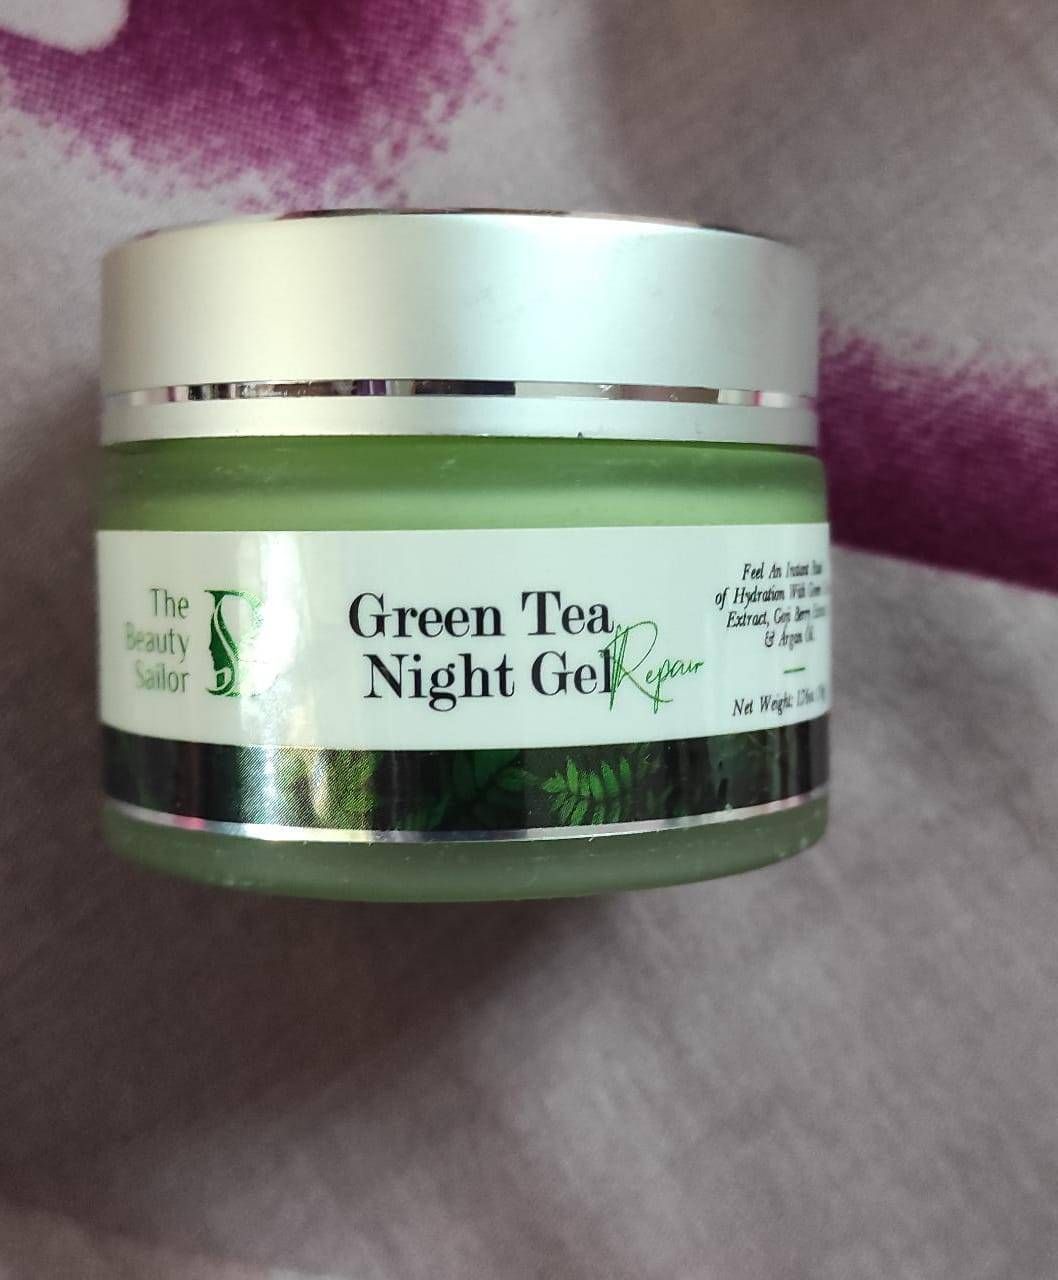 The
Beauty
Sailor
Green Tea
Night Gel
Repair
Feel An Instant
of Hydration With Green
Extract, Goji Berry
& Argan Oil.
Net Weight: